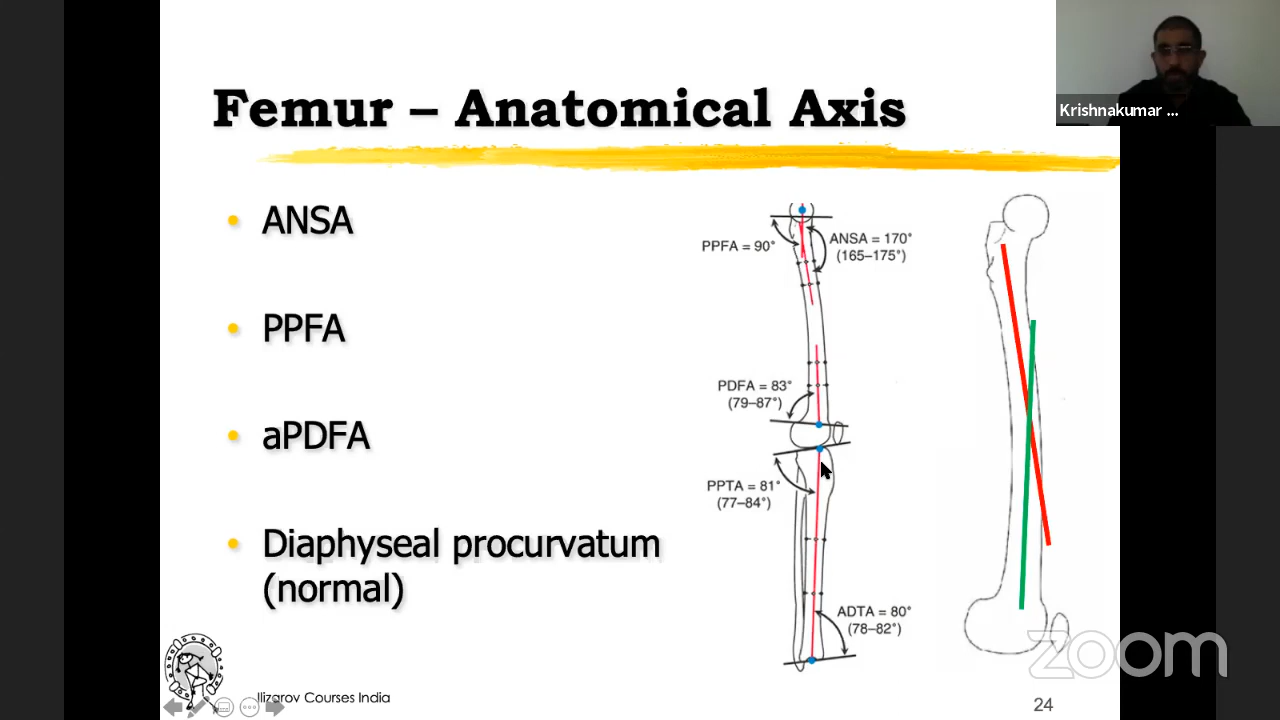 Femur – Anatomical Axis
Krishnakumar ...
• ANSA
• PPFA
• aPDFA
• Diaphyseal procurvatum
(normal)
PPFA = 90°
ANSA = 170°
(165–175°)
PDFA = 83°
(79–87°)
PPTA = 81°
(77–84°)
ADTA = 80°
(78–82°)
Ilizarov Courses India
zoom
24